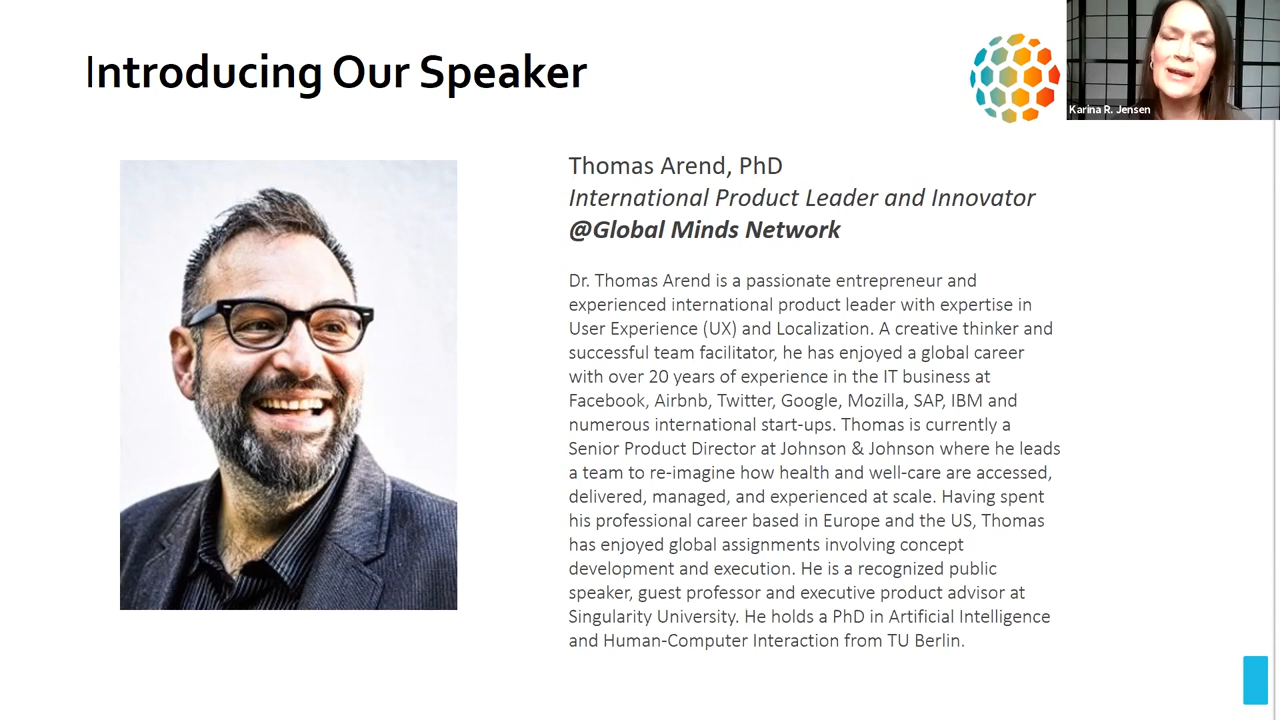 Introducing Our Speaker
Karina R. Jensen
Thomas Arend, PhD
International Product Leader and Innovator
@Global Minds Network
Dr. Thomas Arend is a passionate entrepreneur and
experienced international product leader with expertise in
User Experience (UX) and Localization. A creative thinker and
successful team facilitator, he has enjoyed a global career
with over 20 years of experience in the IT business at
Facebook, Airbnb, Twitter, Google, Mozilla, SAP, IBM and
numerous international start-ups. Thomas is currently a
Senior Product Director at Johnson & Johnson where he leads
a team to re-imagine how health and well-care are accessed,
delivered, managed, and experienced at scale. Having spent
his professional career based in Europe and the US, Thomas
has enjoyed global assignments involving concept
development and execution. He is a recognized public
speaker, guest professor and executive product advisor at
Singularity University. He holds a PhD in Artificial Intelligence
and Human-Computer Interaction from TU Berlin.